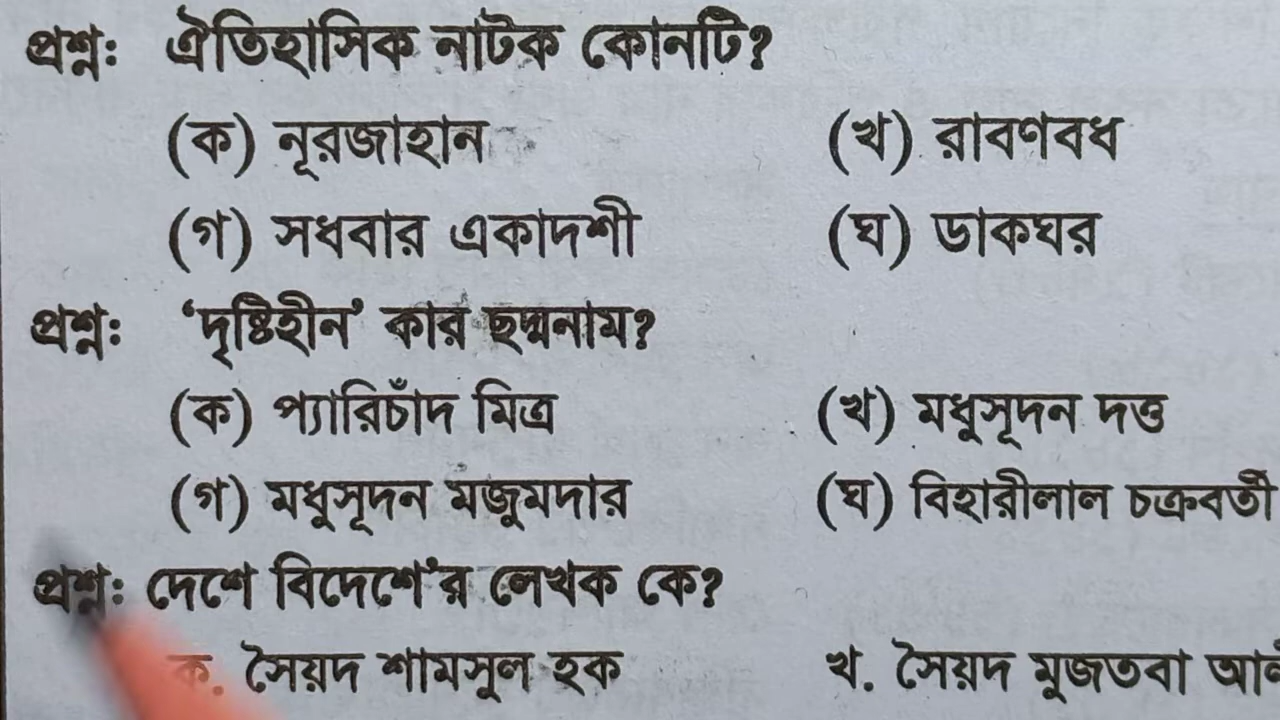 প্রশ্ন: ঐতিহাসিক নাটক কোনটি?
(ক) নূরজাহান (খ) রাবণবধ
(গ) সধবার একাদশী (ঘ) ডাকঘর
প্রশ্ন: ‘দৃষ্টিহীন’ কার ছদ্মনাম?
(ক) প্যারিচাঁদ মিত্র (খ) মধুসূদন দত্ত
(গ) মধুসূদন মজুমদার (ঘ) বিহারীলাল চক্রবর্তী
প্রশ্ন: দেশে বিদেশে’র লেখক কে?
ক. সৈয়দ শামসুল হক খ. সৈয়দ মুজতবা